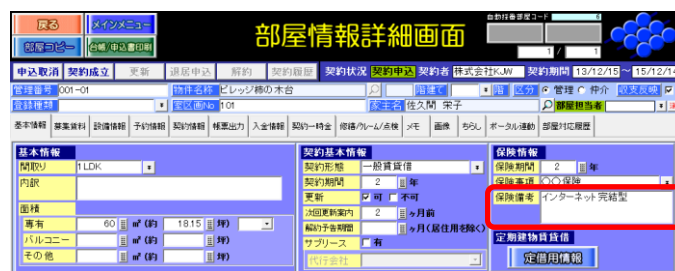 戻る メインメニュー 部屋情報詳細画面 自動採番部屋コード 6
部屋コピー 台帳/申込書印刷 1 / 1
申込取消 契約成立 更新 退居申込 解約 契約履歴 契約状況 契約申込 契約者 株式会社KJW 契約期間 13/12/15 ~ 15/12/14
管理番号 001-01 物件名称 ビレッジ柿の木台 階建て 階 区分 管理 仲介 収支反映
登録種類 室区画No 101 家主名 佐久間 栄子 部屋担当者
基本情報 募集資料 設備情報 予約情報 契約情報 帳票出力 入金情報 契約一時金 修繕/クレーム/点検 メモ 画像 ちらし ポータル連動 部屋対応履歴
基本情報 契約基本情報 保険情報
間取り 1LDK 契約形態 一般賃貸借 保険期間 2 年
内訳 契約期間 2 年 保険事項 〇〇保険
更新 可 不可 保険備考 インターネット完結型
面積 次回更新案内 2 ヶ月前
専有 60 ㎡ (約 18.15 坪) 解約予告期間 ヶ月(居住用を除く)
バルコニー ㎡ (約 坪) サブリース 有 定期建物賃貸借
その他 ㎡ (約 坪) 代行会社 定借用情報